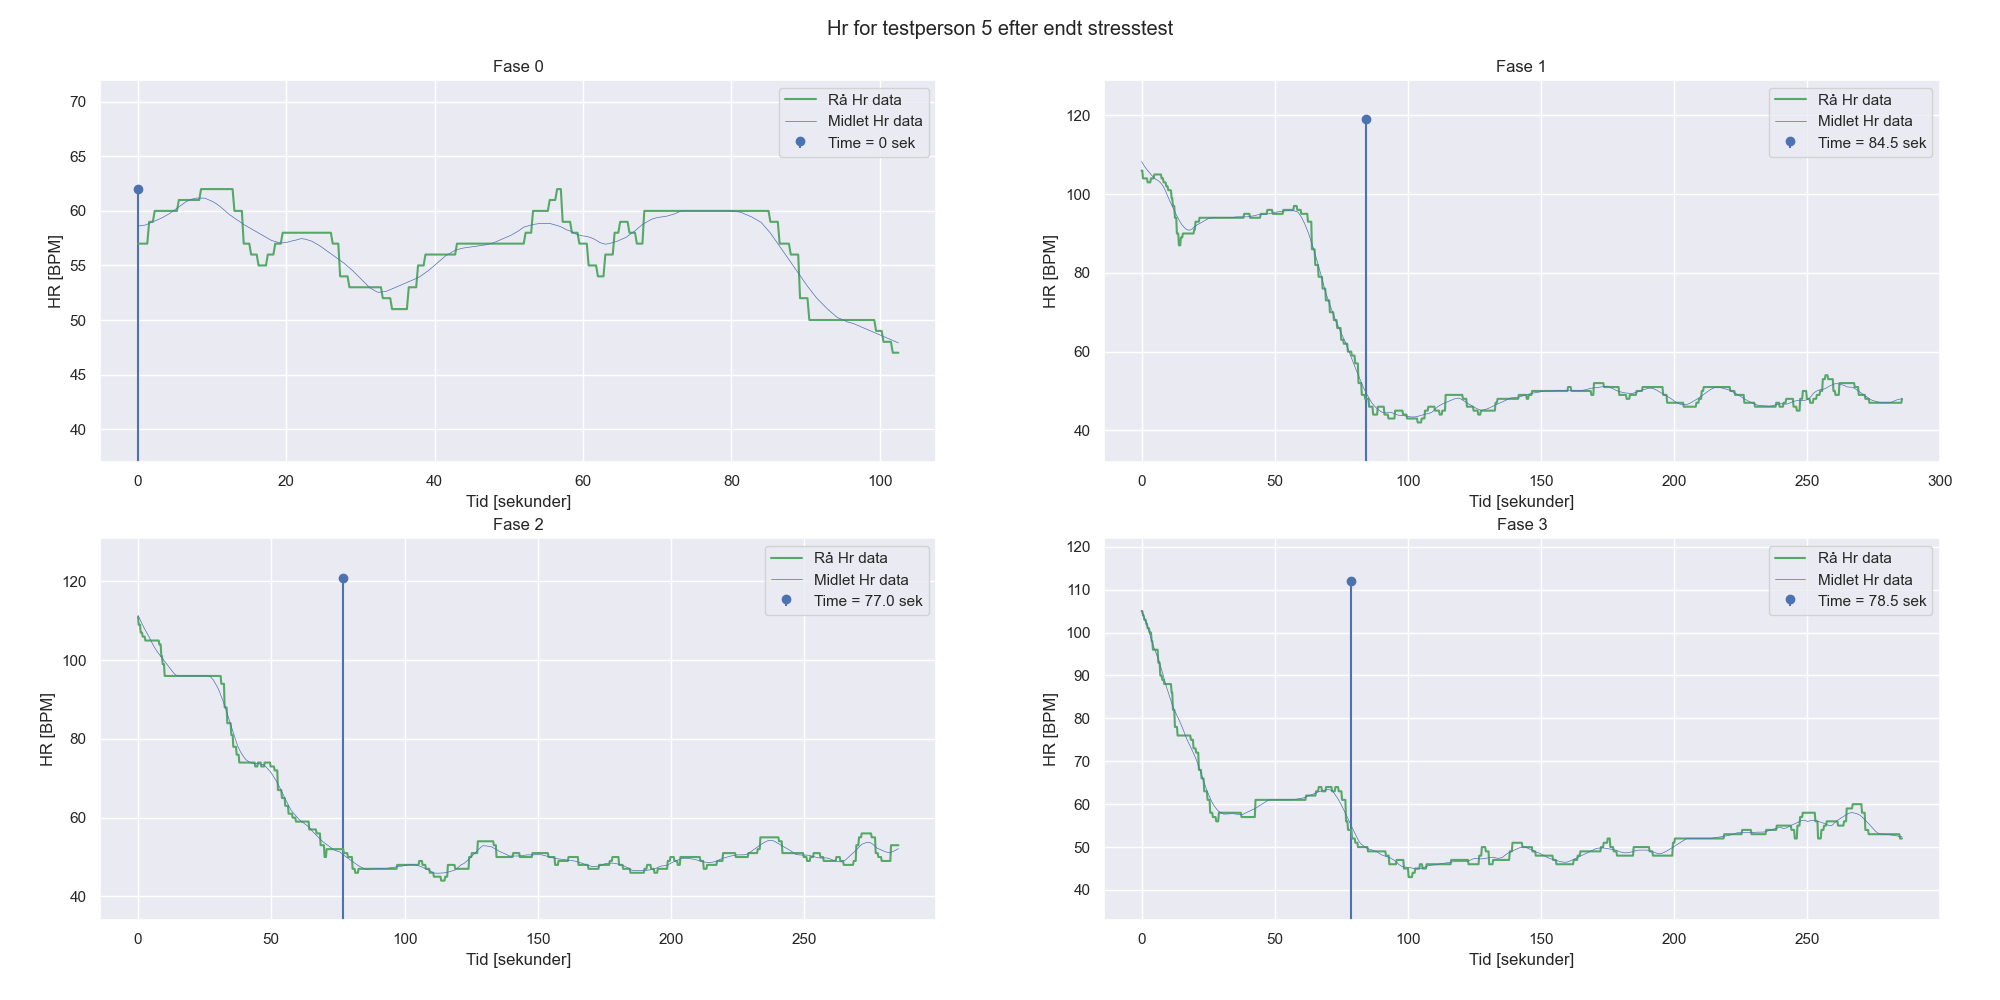 Hr for testperson 5 efter endt stresstest
Fase 0
70
65
60
55
50
45
40
HR [BPM]
Rå Hr data
Midlet Hr data
Time = 0 sek
0 20 40 60 80 100
Tid [sekunder]
Fase 1
120
100
80
60
40
HR [BPM]
Rå Hr data
Midlet Hr data
Time = 84.5 sek
0 50 100 150 200 250 300
Tid [sekunder]
Fase 2
120
100
80
60
40
HR [BPM]
Rå Hr data
Midlet Hr data
Time = 77.0 sek
0 50 100 150 200 250
Tid [sekunder]
Fase 3
120
110
100
90
80
70
60
50
40
HR [BPM]
Rå Hr data
Midlet Hr data
Time = 78.5 sek
0 50 100 150 200 250
Tid [sekunder]